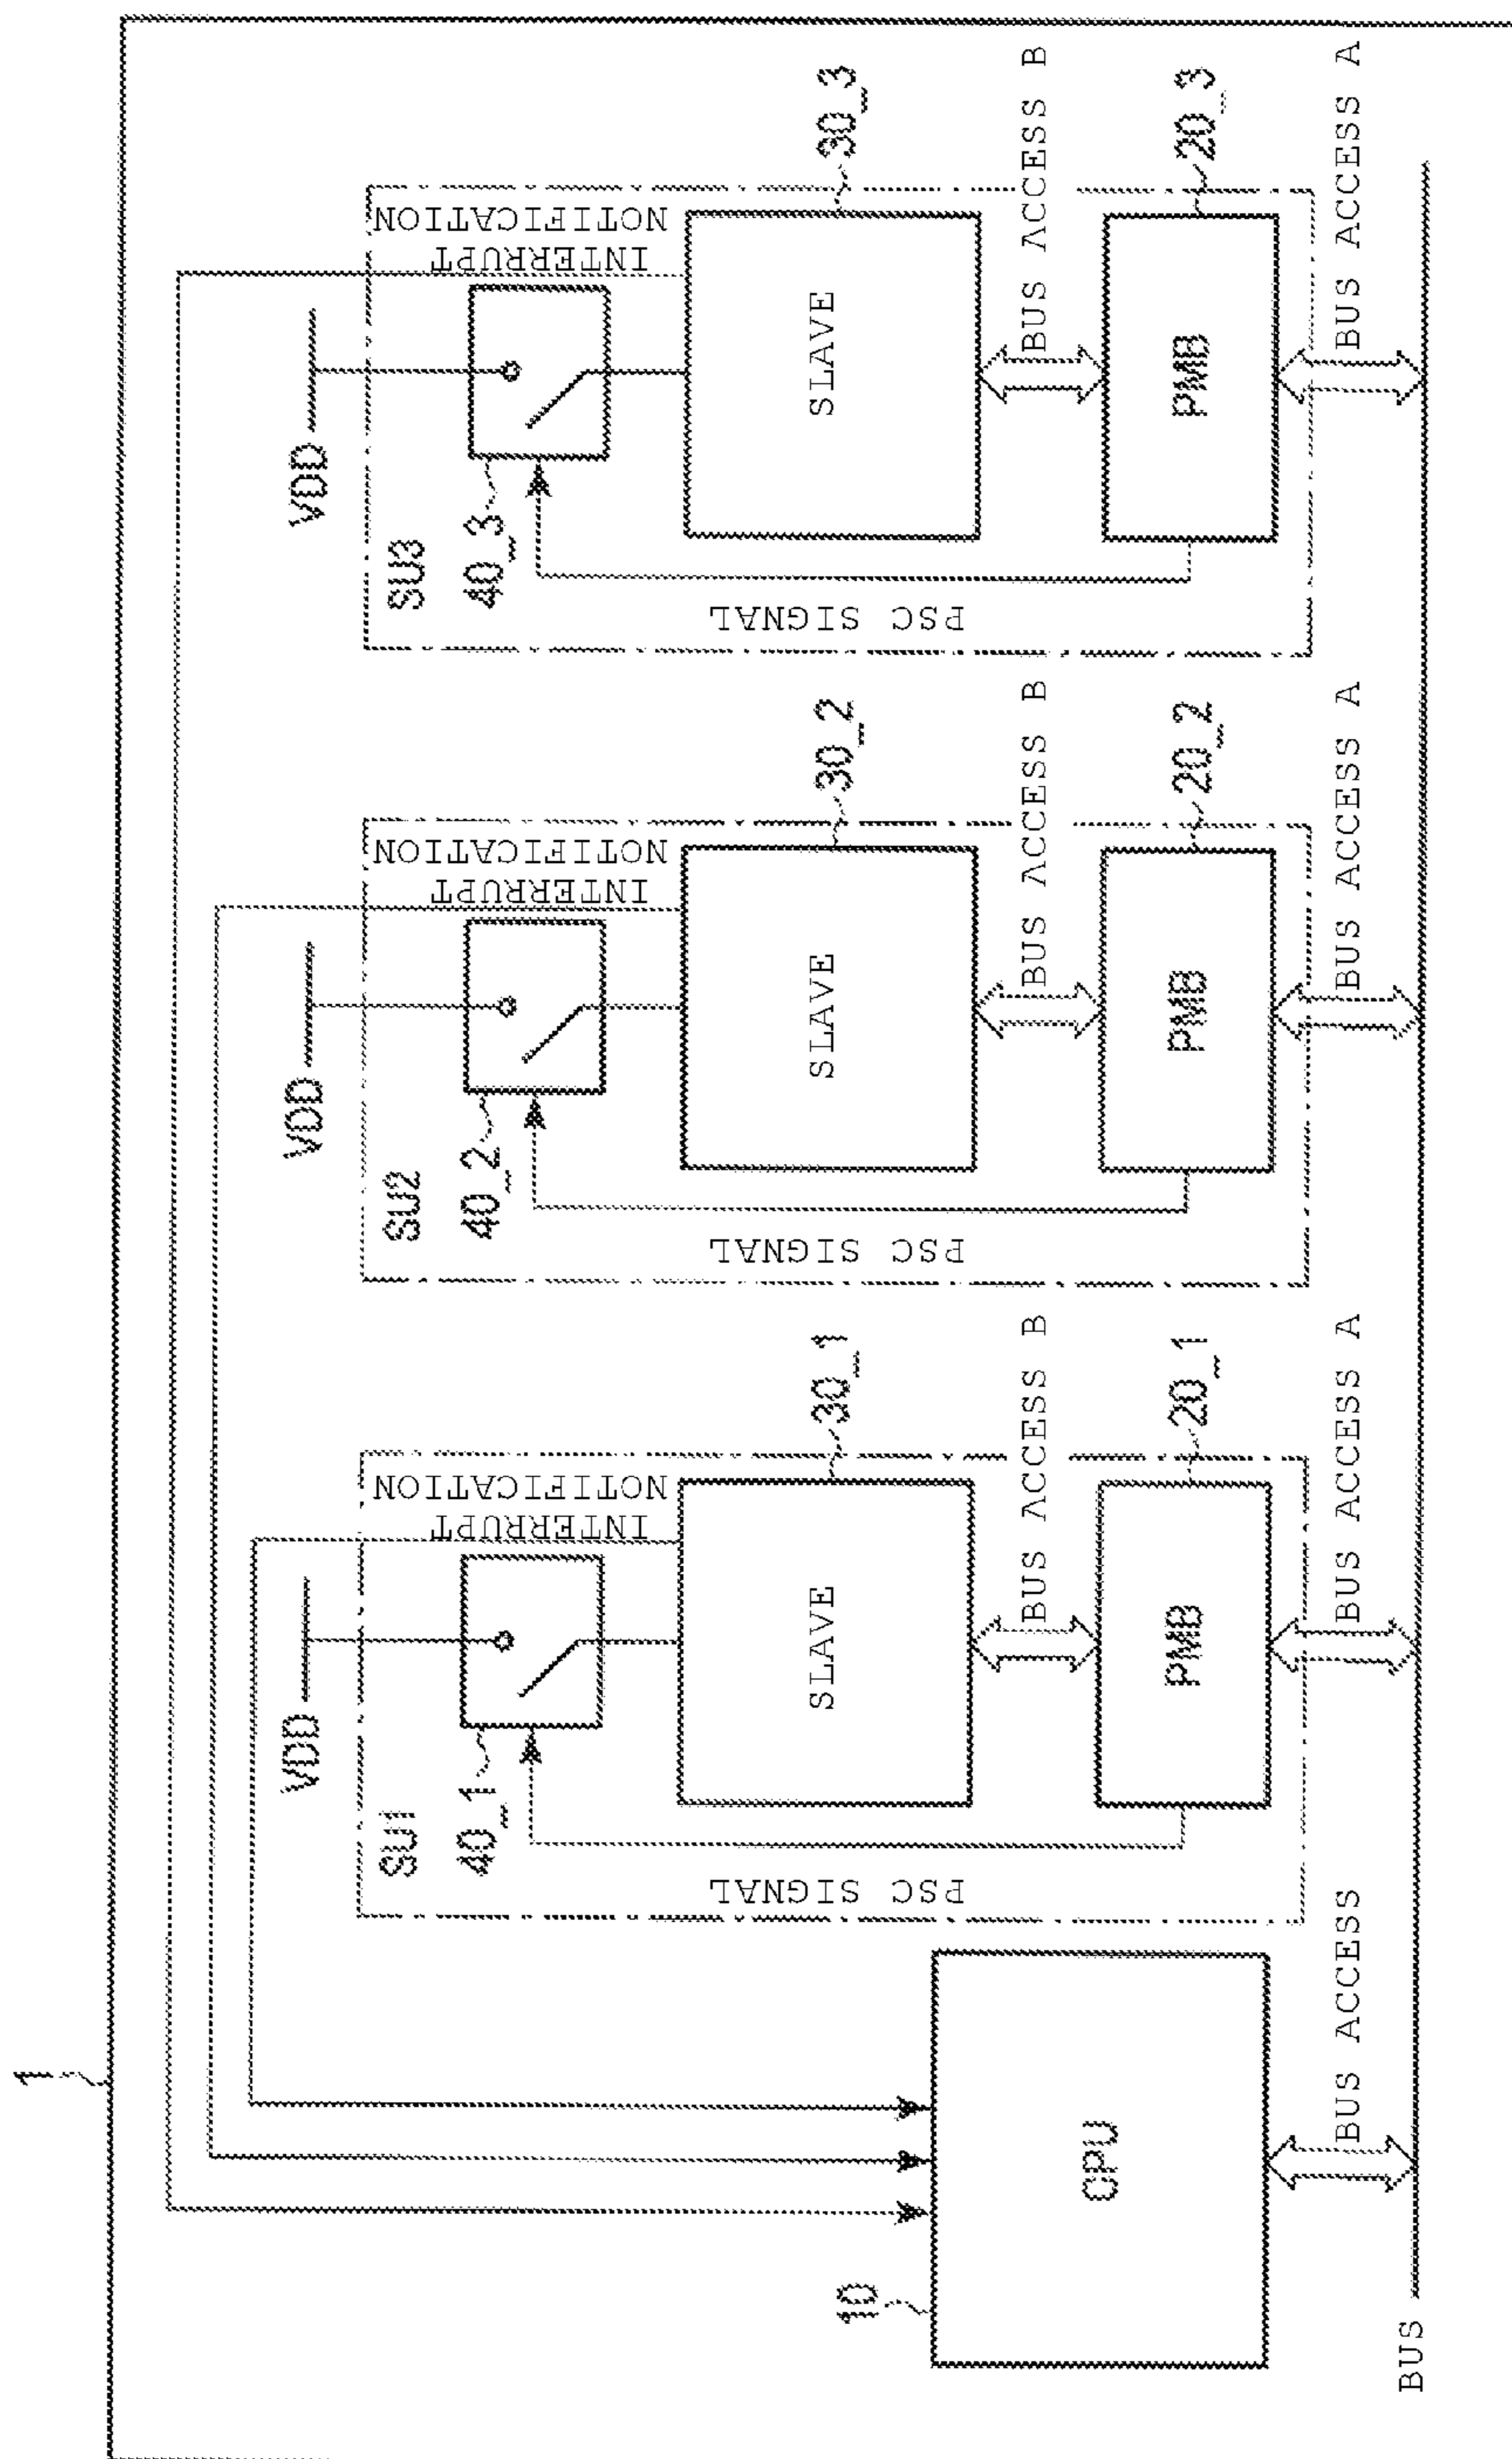 1
10
CPU
BUS ACCESS
BUS
VDD
SU1
40_1
INTERRUPT
NOTIFICATION
PSC SIGNAL
SLAVE
30_1
BUS ACCESS B
PMB
20_1
BUS ACCESS A
VDD
SU2
40_2
INTERRUPT
NOTIFICATION
PSC SIGNAL
SLAVE
30_2
BUS ACCESS B
PMB
20_2
BUS ACCESS A
VDD
SU3
40_3
INTERRUPT
NOTIFICATION
PSC SIGNAL
SLAVE
30_3
BUS ACCESS B
PMB
20_3
BUS ACCESS A